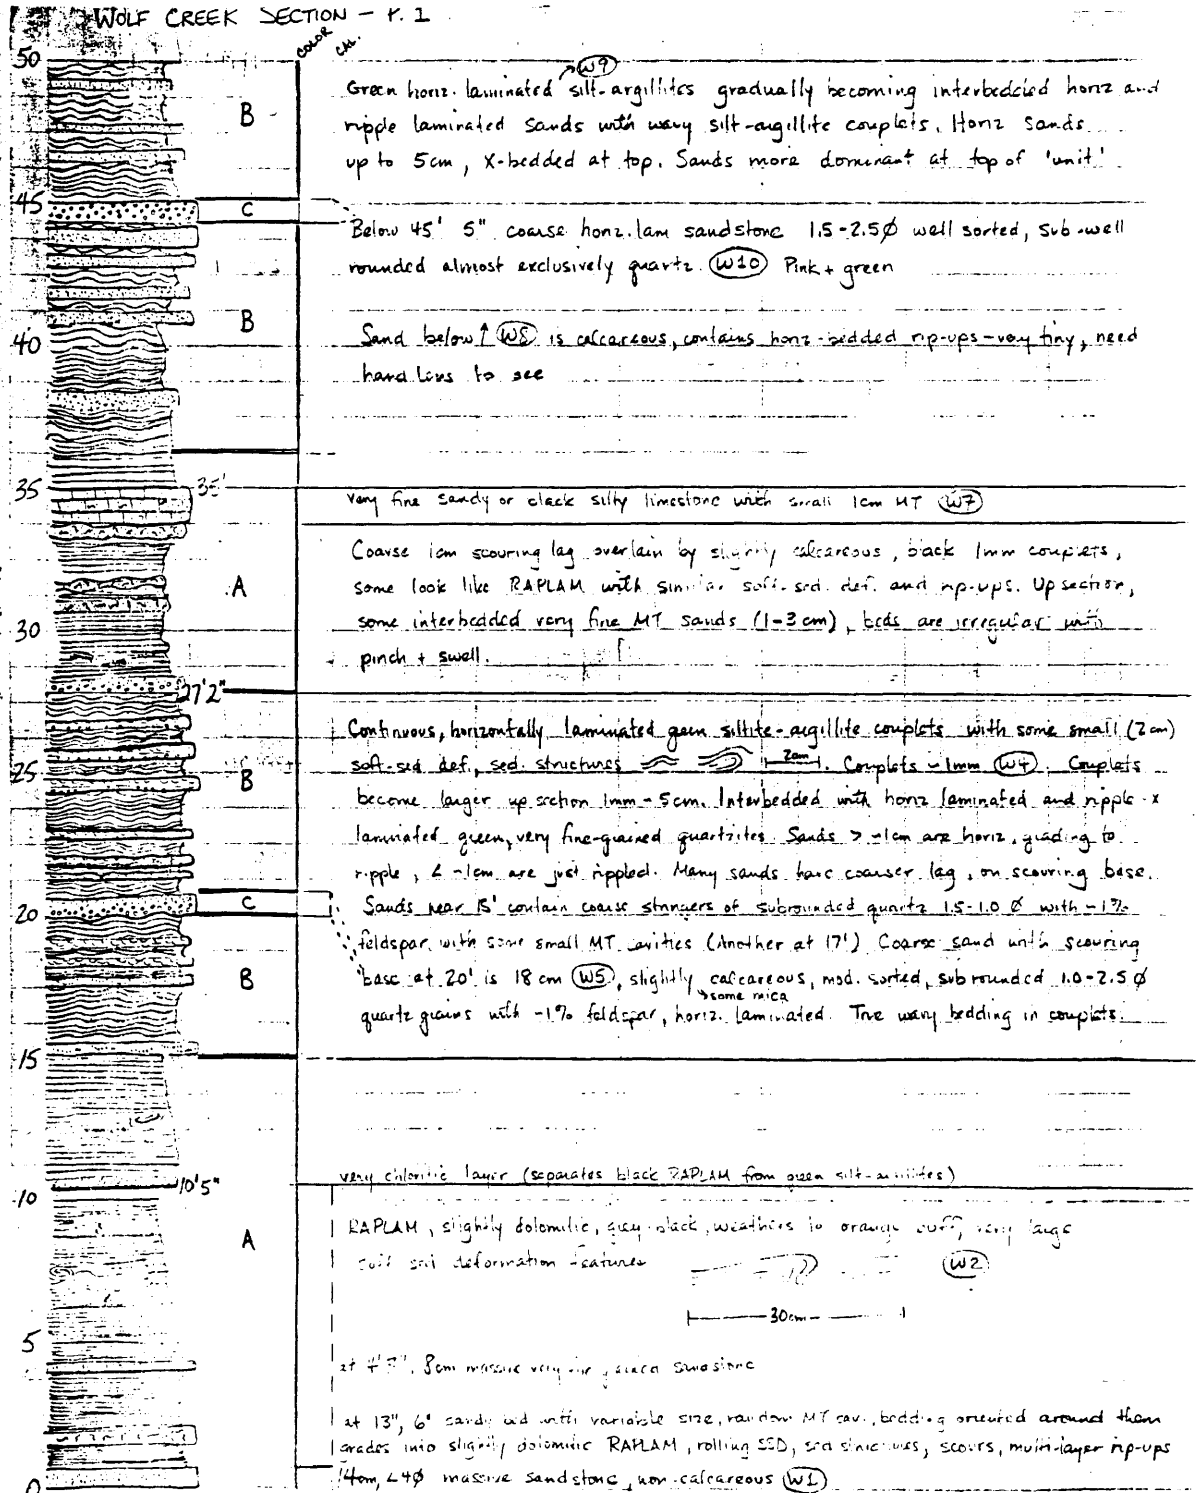 WOLF CREEK SECTION - P. 1
COLOR
CAL.
50
W9
Green horiz. laminated silt-argillites gradually becoming interbedded horiz and
B
ripple laminated sands with wavy silt-argillite couplets. Horiz sands
up to 5cm, x-bedded at top. Sands more dominant at top of 'unit'
45
C
Below 45' 5" coarse horiz. lam sandstone 1.5-2.5ø well sorted, sub-well
rounded almost exclusively quartz. W10 Pink + green
B
40
Sand below ↑ W8 is calcareous, contains horiz-bedded rip-ups - very tiny, need
hand lens to see
35
35'
very fine sandy or black silty limestone with small 1cm MT W7
Coarse 1cm scouring lag overlain by slightly calcareous, black 1mm couplets,
A
some look like RAPLAM with similar soft-sed. def. and rip-ups. Up section,
30
some interbedded very fine MT sands (1-3 cm), beds are irregular with
pinch + swell.
27'2"
Continuous, horizontally laminated green siltite-argillite couplets with some small (2cm)
25
soft-sed def., sed. structures 2cm. Couplets ~1mm W4. Couplets
B
become larger up section 1mm-5cm. Interbedded with horiz laminated and ripple-x
laminated green, very fine-grained quartzites. Sands > ~1cm are horiz, grading to
ripple, < ~1cm are just rippled. Many sands have coarser lag, on scouring base.
C
20
Sands near 15' contain coarse stringers of subrounded quartz 1.5-1.0 ø with ~1%
feldspar, with some small MT cavities (Another at 17') Coarse sand with scouring
B
base at 20' is 18 cm W5, slightly calcareous, mod. sorted, subrounded 1.0-2.5 ø
some mica
quartz grains with ~1% feldspar, horiz. laminated. True wavy bedding in couplets.
15
very chloritic layer (separates black RAPLAM from green silt-argillites)
10'5"
10
A
RAPLAM, slightly dolomitic, grey-black, weathers to orange buff, very large
soft sed deformation features
W2
30cm
5
at 4'7", 8cm massive very fine grained sandstone
at 13", 6" sandy bed with variable size, random MT cav., bedding oriented around them
grades into slightly dolomitic RAPLAM, rolling SSD, sed structures, scours, multi-layer rip-ups
14cm, <4ø massive sandstone, non-calcareous W1
0